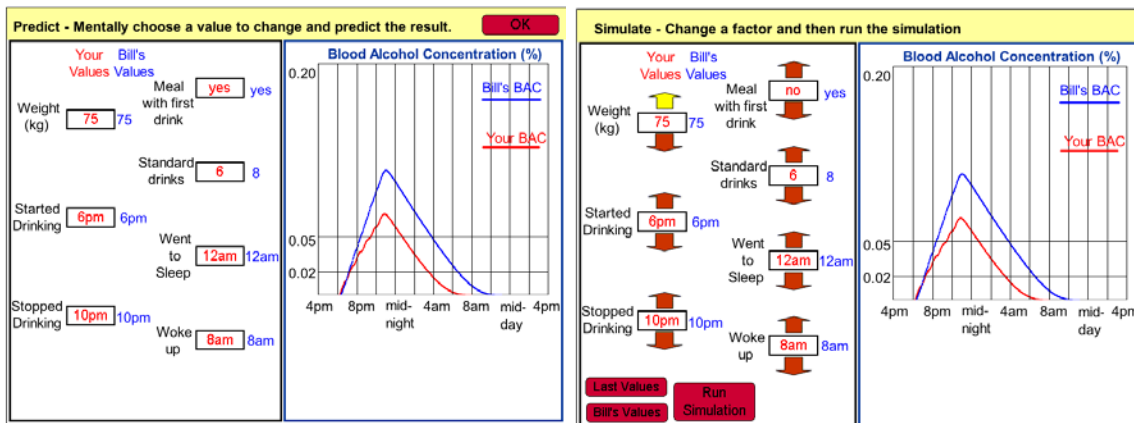 Predict - Mentally choose a value to change and predict the result.
OK
Your Bill's
Values Values
Meal
with first
drink
yes yes
Weight
(kg)
75 75
Standard
drinks
6 8
Started
Drinking
6pm 6pm
Went
to
Sleep
12am 12am
Stopped
Drinking
10pm 10pm
Woke
up
8am 8am
Blood Alcohol Concentration (%)
0.20
Bill's BAC
Your BAC
0.05
0.02
4pm 8pm mid-night 4am 8am mid-day 4pm
Simulate - Change a factor and then run the simulation
Your Bill's
Values Values
Meal
with first
drink
no yes
Weight
(kg)
75 75
Standard
drinks
6 8
Started
Drinking
6pm 6pm
Went
to
Sleep
12am 12am
Stopped
Drinking
10pm 10pm
Woke
up
8am 8am
Last Values
Bill's Values
Run
Simulation
Blood Alcohol Concentration (%)
0.20
Bill's BAC
Your BAC
0.05
0.02
4pm 8pm mid-night 4am 8am mid-day 4pm